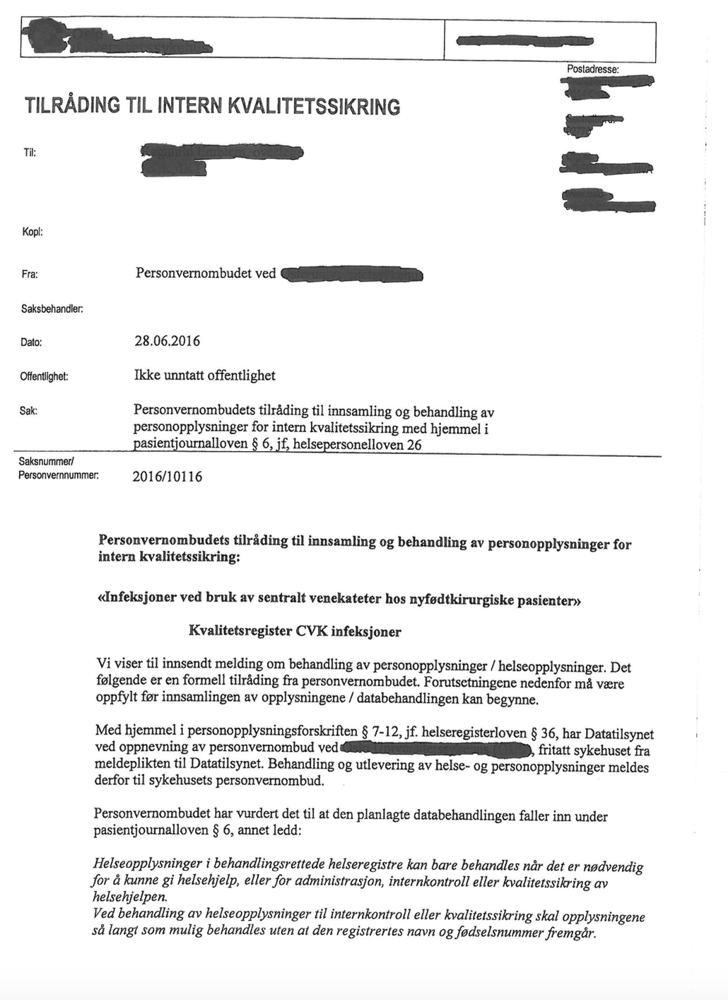 Postadresse:
TILRÅDING TIL INTERN KVALITETSSIKRING
Til:
Kopi:
Fra: Personvernombudet ved
Saksbehandler:
Dato: 28.06.2016
Offentlighet: Ikke unntatt offentlighet
Sak: Personvernombudets tilråding til innsamling og behandling av
personopplysninger for intern kvalitetssikring med hjemmel i
pasientjournalloven § 6, jf, helsepersonelloven 26
Saksnummer/
Personvernnummer: 2016/10116
Personvernombudets tilråding til innsamling og behandling av personopplysninger for
intern kvalitetssikring:
«Infeksjoner ved bruk av sentralt venekateter hos nyfødtkirurgiske pasienter»
Kvalitetsregister CVK infeksjoner
Vi viser til innsendt melding om behandling av personopplysninger / helseopplysninger. Det
følgende er en formell tilråding fra personvernombudet. Forutsetningene nedenfor må være
oppfylt før innsamlingen av opplysningene / databehandlingen kan begynne.
Med hjemmel i personopplysningsforskriften § 7-12, jf. helseregisterloven § 36, har Datatilsynet
ved oppnevning av personvernombud ved , fritatt sykehuset fra
meldeplikten til Datatilsynet. Behandling og utlevering av helse- og personopplysninger meldes
derfor til sykehusets personvernombud.
Personvernombudet har vurdert det til at den planlagte databehandlingen faller inn under
pasientjournalloven § 6, annet ledd:
Helseopplysninger i behandlingsrettede helseregistre kan bare behandles når det er nødvendig
for å kunne gi helsehjelp, eller for administrasjon, internkontroll eller kvalitetssikring av
helsehjelpen.
Ved behandling av helseopplysninger til internkontroll eller kvalitetssikring skal opplysningene
så langt som mulig behandles uten at den registrertes navn og fødselsnummer fremgår.